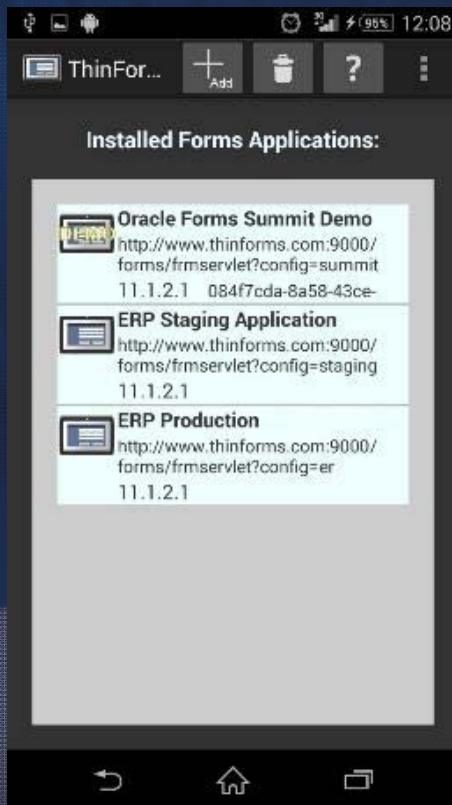 98% 12:08
ThinFor...
Add
?
Installed Forms Applications:
DEMO
Oracle Forms Summit Demo
http://www.thinforms.com:9000/
forms/frmservlet?config=summit
11.1.2.1 084f7cda-8a58-43ce-
ERP Staging Application
http://www.thinforms.com:9000/
forms/frmservlet?config=staging
11.1.2.1
ERP Production
http://www.thinforms.com:9000/
forms/frmservlet?config=er
11.1.2.1